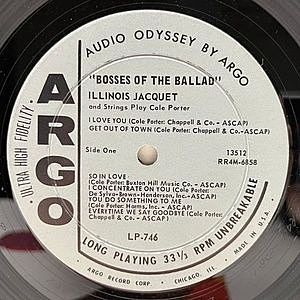 AUDIO ODYSSEY BY ARGO
ARGO
ULTRA HIGH FIDELITY
"BOSSES OF THE BALLAD"
ILLINOIS JACQUET
and Strings Play Cole Porter
I LOVE YOU (Cole Porter: Chappell & Co. - ASCAP)
GET OUT OF TOWN (Cole Porter: Chappell & Co. - ASCAP)
Side One
13512
RR4M-6858
SO IN LOVE
(Cole Porter: Buxton Hill Music Co. - ASCAP)
I CONCENTRATE ON YOU (Cole Porter:
De Sylva-Brown-Henderson, Inc.-ASCAP)
YOU DO SOMETHING TO ME
(Cole Porter: Harms, Inc. - ASCAP)
EVERYTIME WE SAY GOODBYE (Cole Porter:
Chappell & Co. - ASCAP)
LP-746
LONG PLAYING 33⅓ RPM UNBREAKABLE
ARGO RECORD CORP. CHICAGO, ILL. MADE IN U.S.A.